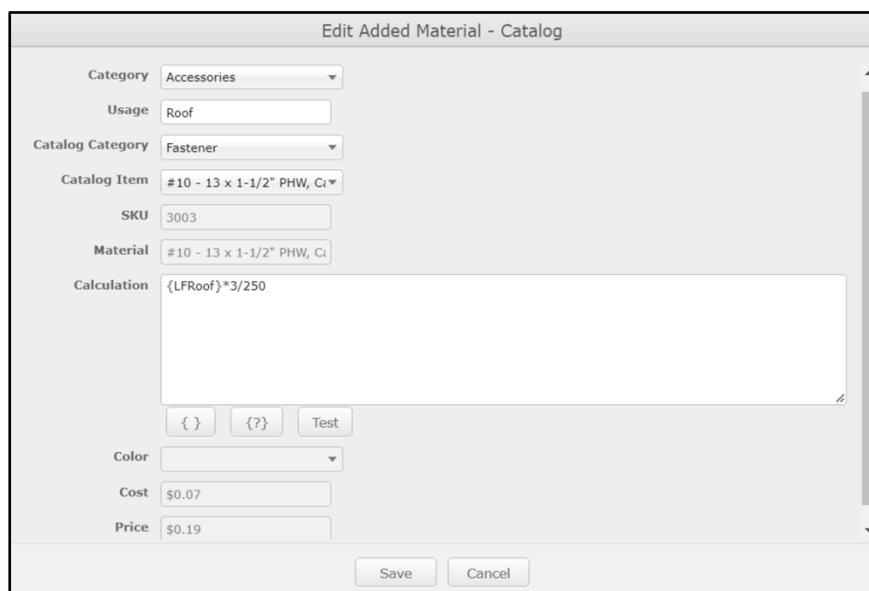 Edit Added Material - Catalog
Category Accessories
Usage Roof
Catalog Category Fastener
Catalog Item #10 - 13 x 1-1/2" PHW, Ca
SKU 3003
Material #10 - 13 x 1-1/2" PHW, Ca
Calculation {LFRoof}*3/250
{ } {?} Test
Color
Cost $0.07
Price $0.19
Save Cancel